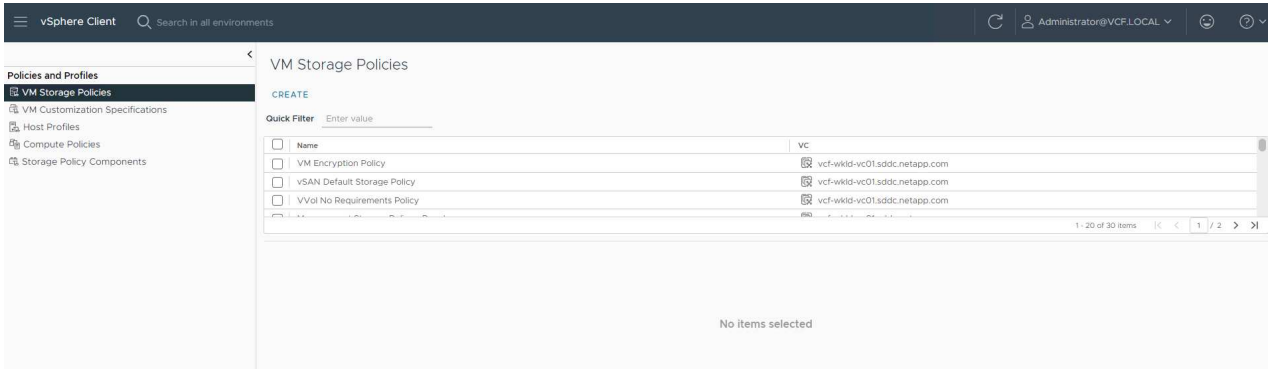 vSphere Client Search in all environments Administrator@VCF.LOCAL
VM Storage Policies
Policies and Profiles
VM Storage Policies
VM Customization Specifications
Host Profiles
Compute Policies
Storage Policy Components
CREATE
Quick Filter Enter value
Name VC
VM Encryption Policy vcf-wkld-vc01.sddc.netapp.com
vSAN Default Storage Policy vcf-wkld-vc01.sddc.netapp.com
VVol No Requirements Policy vcf-wkld-vc01.sddc.netapp.com
1 - 20 of 30 items 1 / 2
No items selected